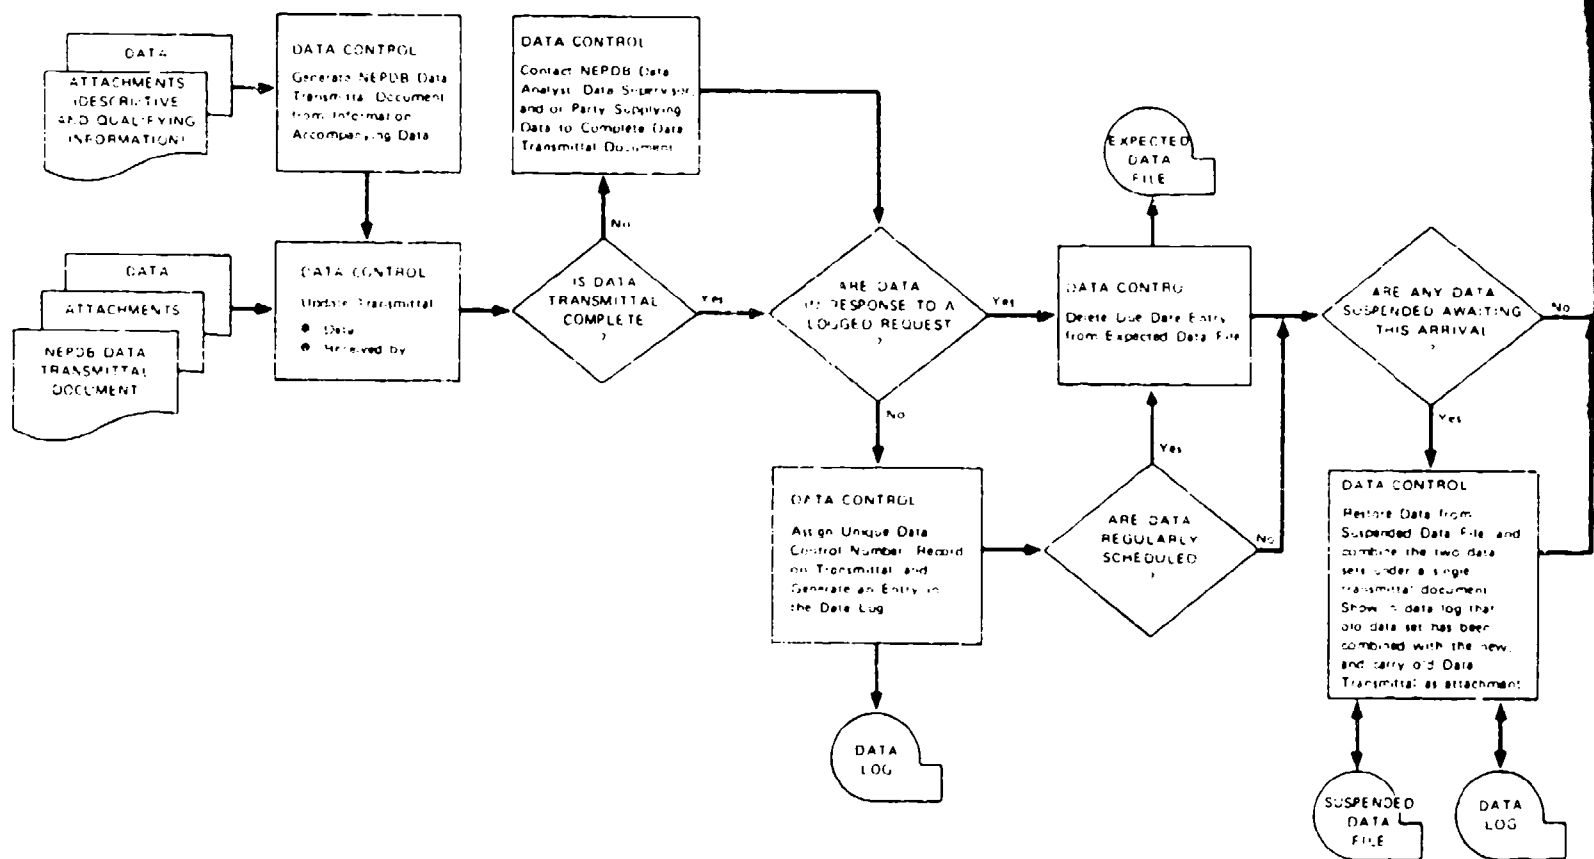 DATA
ATTACHMENTS
(DESCRIPTIVE
AND QUALIFYING
INFORMATION)
DATA CONTROL
Generate NEPDB Data
Transmittal Document
from Information
Accompanying Data
DATA CONTROL
Contact NEPDB Data
Analyst, Data Supervisor,
and or Party Supplying
Data to Complete Data
Transmittal Document
No
EXPECTED
DATA
FILE
DATA
ATTACHMENTS
NEPDB DATA
TRANSMITTAL
DOCUMENT
DATA CONTROL
Update Transmittal
● Data
● Received by
IS DATA
TRANSMITTAL
COMPLETE
?
Yes
ARE DATA
IN RESPONSE TO A
LOGGED REQUEST
?
Yes
No
DATA CONTROL
Delete Due Date Entry
from Expected Data File
ARE ANY DATA
SUSPENDED AWAITING
THIS ARRIVAL
?
No
Yes
DATA CONTROL
Assign Unique Data
Control Number Record
on Transmittal and
Generate an Entry in
the Data Log
Yes
ARE DATA
REGULARLY
SCHEDULED
?
No
DATA CONTROL
Restore Data from
Suspended Data File and
combine the two data
sets under a single
transmittal document
Show in data log that
old data set has been
combined with the new,
and carry old Data
Transmittal as attachment
DATA
LOG
SUSPENDED
DATA
FILE
DATA
LOG